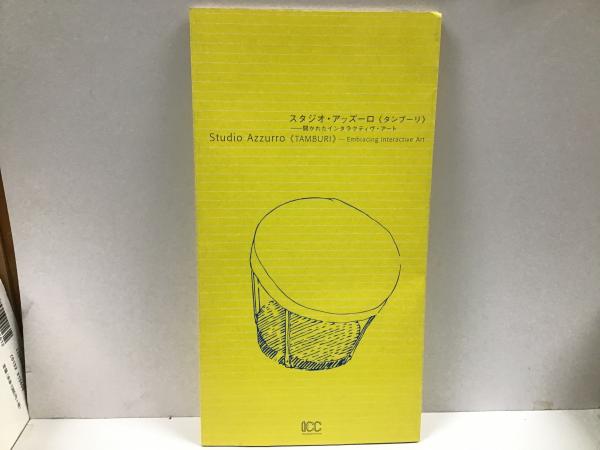 スタジオ・アッズーロ《タンブーリ》
——開かれたインタラクティヴ・アート
Studio Azzurro《TAMBURI》— Embracing Interactive Art
ICC